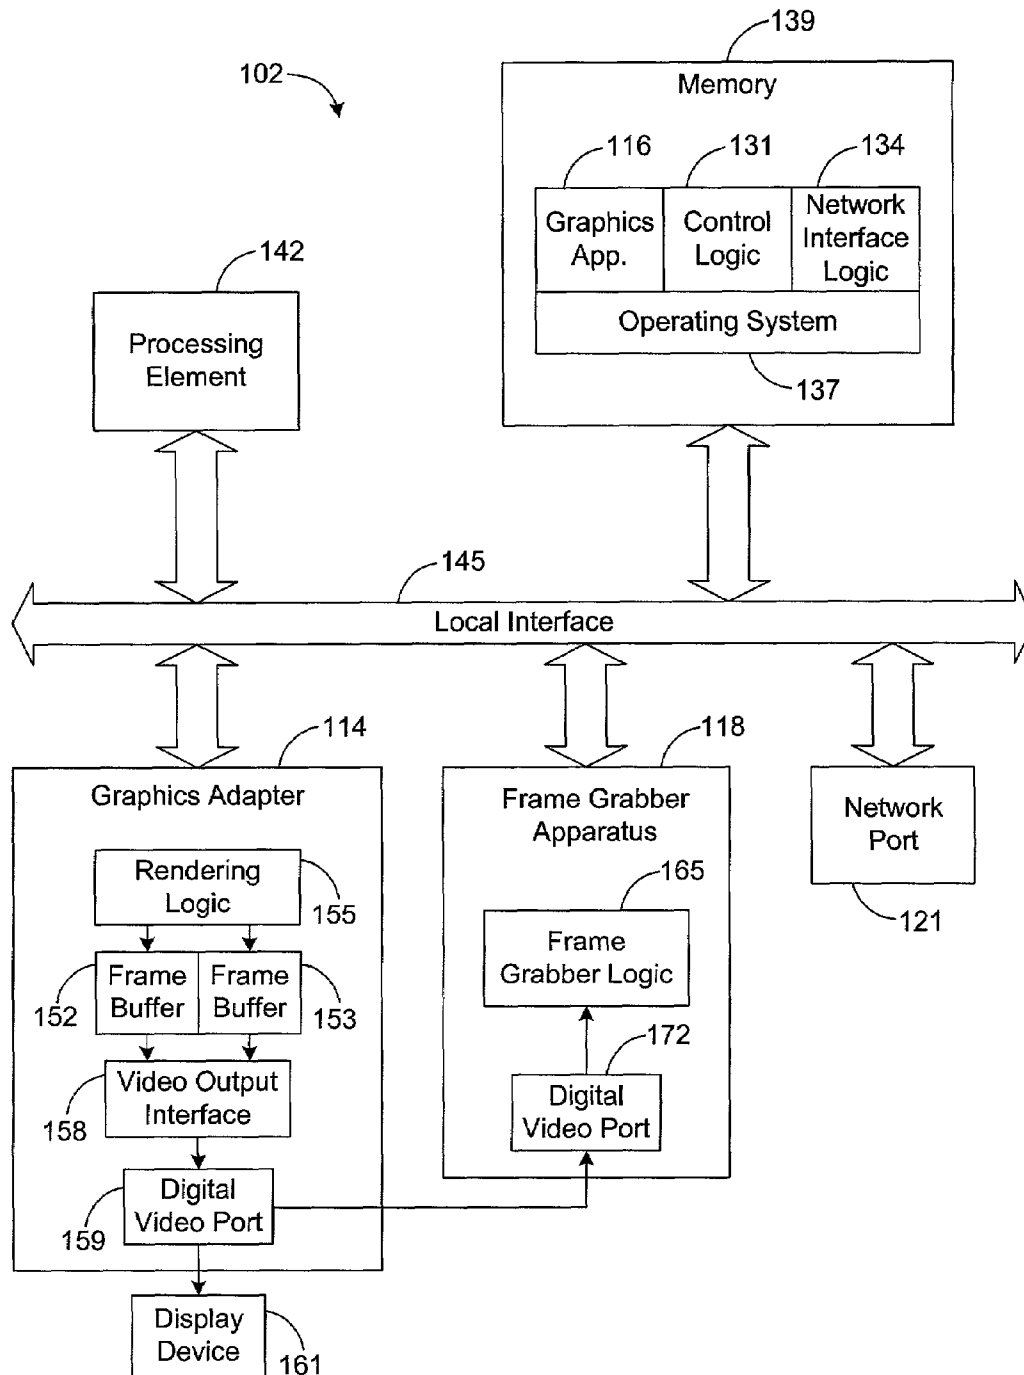 139
102
Memory
116
131
134
Graphics
App.
Control
Logic
Network
Interface
Logic
Operating System
137
142
Processing
Element
145
Local Interface
114
Graphics Adapter
Rendering
Logic
155
Frame
Buffer
Frame
Buffer
152
153
Video Output
Interface
158
Digital
Video Port
159
Display
Device
161
118
Frame Grabber
Apparatus
165
Frame
Grabber Logic
172
Digital
Video Port
Network
Port
121